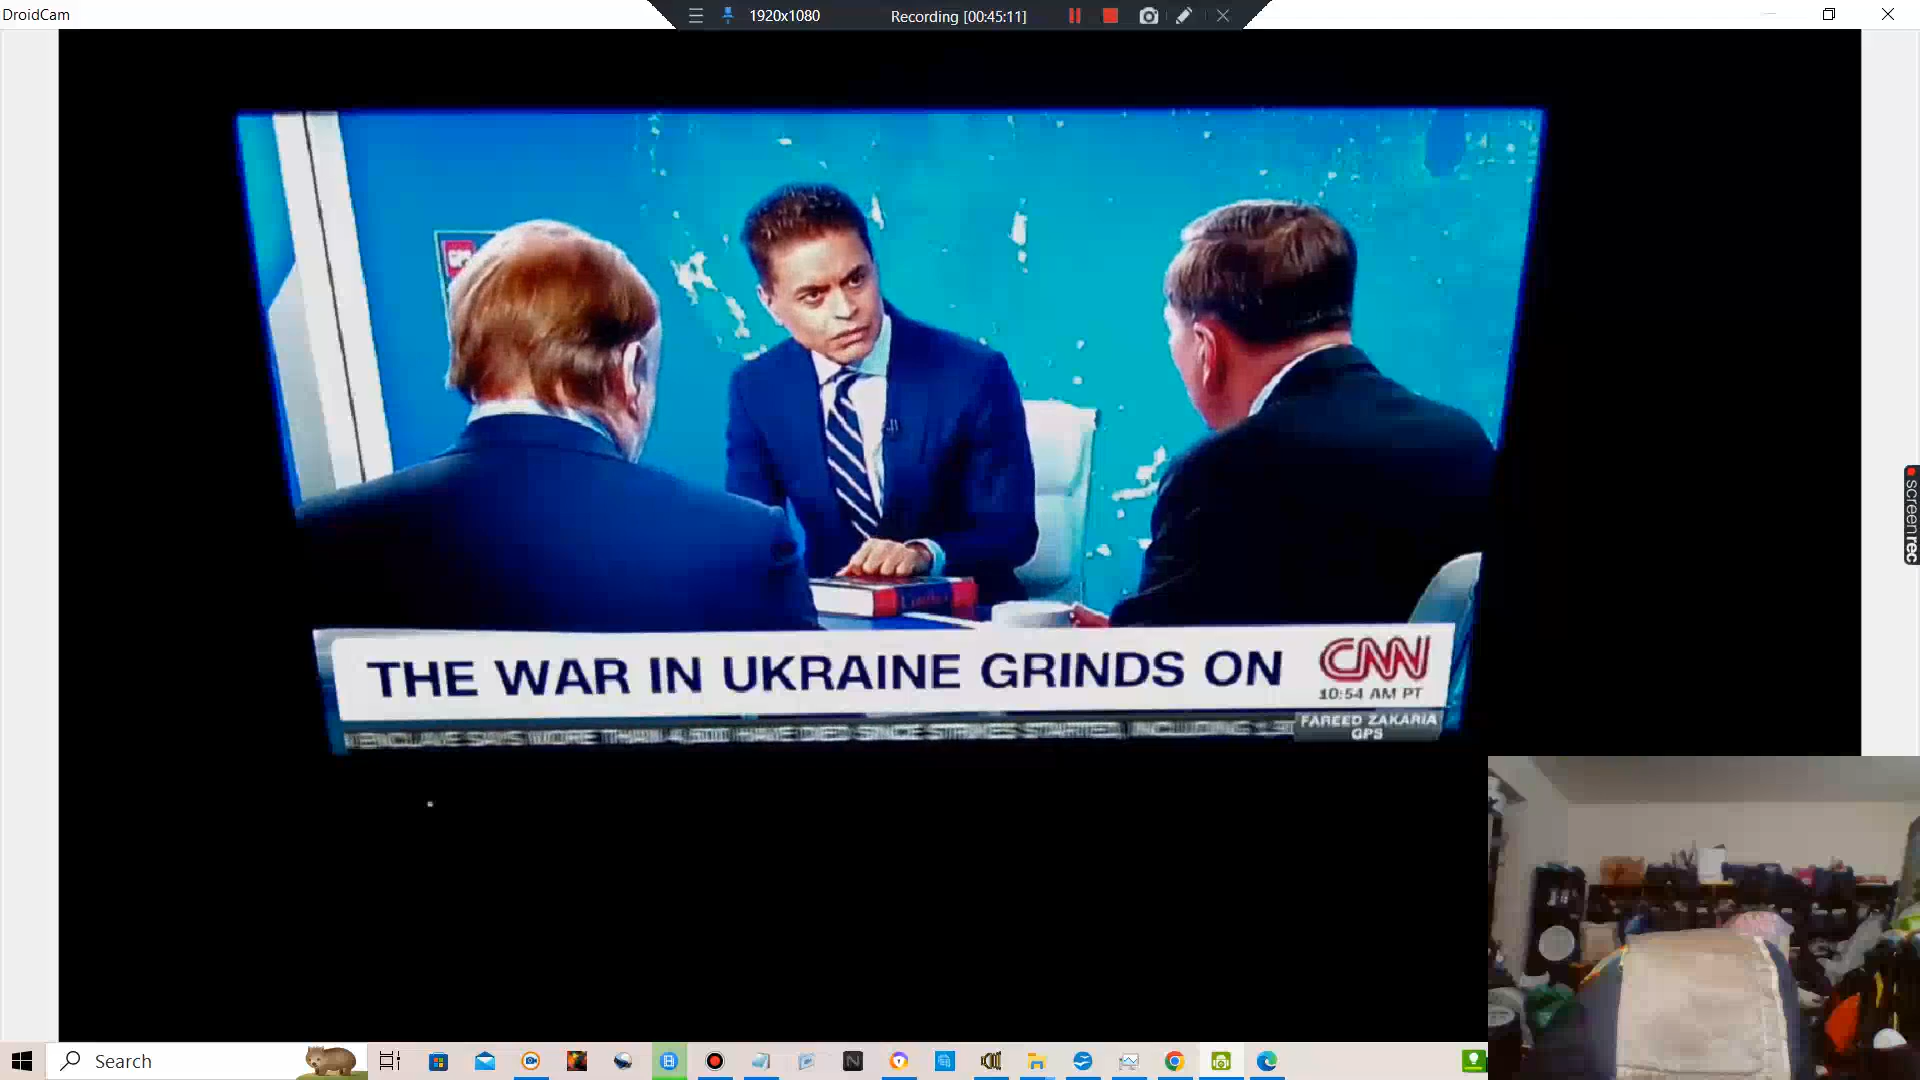 DroidCam
1920x1080
Recording [00:45:11]
GPS
THE WAR IN UKRAINE GRINDS ON
CNN
10:54 AM PT
FAREED ZAKARIA
GPS
screenrec
Search